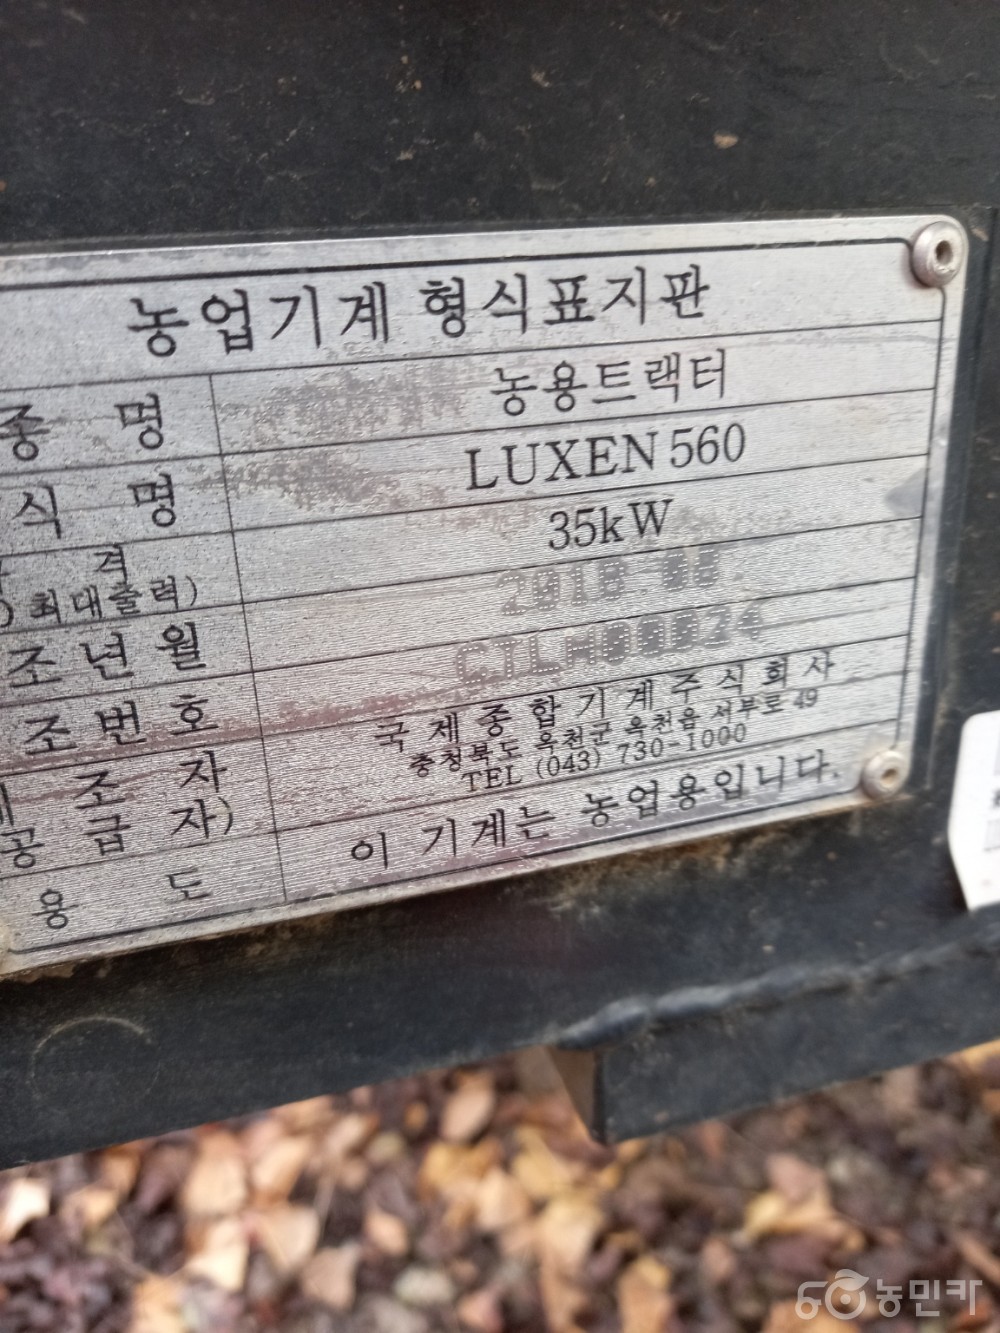 농업기계 형식표지판
종 명 농용트랙터
식 명 LUXEN 560
격 35kW
) 최대출력)
조년월 2018.08.
조번호 CTLH00034
조 자 국제종합기계주식회사
공 급 자) 충청북도 옥천군 옥천읍 서부로 49
TEL (043) 730-1000
용 도 이 기계는 농업용입니다.
농민카